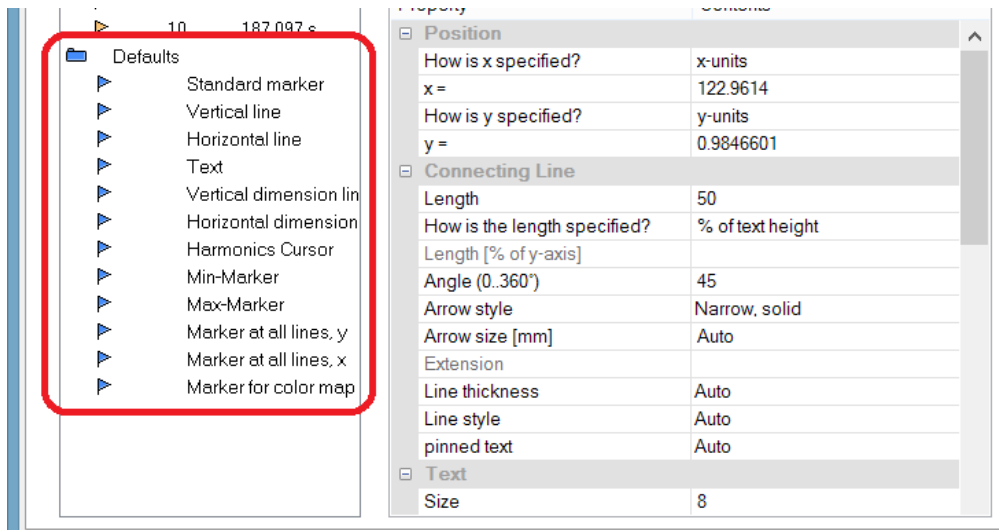 Property Contents
10 187.097 s
Defaults
Standard marker
Vertical line
Horizontal line
Text
Vertical dimension lin
Horizontal dimension
Harmonics Cursor
Min-Marker
Max-Marker
Marker at all lines, y
Marker at all lines, x
Marker for color map
Position
How is x specified? x-units
x = 122.9614
How is y specified? y-units
y = 0.9846601
Connecting Line
Length 50
How is the length specified? % of text height
Length [% of y-axis]
Angle (0..360°) 45
Arrow style Narrow, solid
Arrow size [mm] Auto
Extension
Line thickness Auto
Line style Auto
pinned text Auto
Text
Size 8